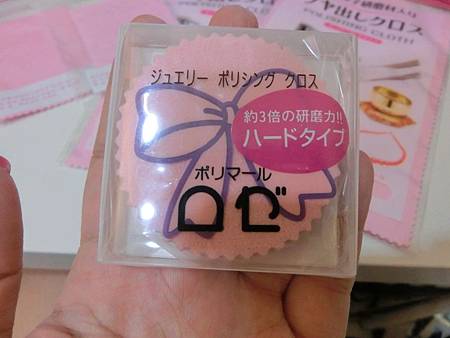 ジュエリー ポリシング クロス
約3倍の研磨力!!
ハードタイプ
ポリマール
ロゼ
ツヤ出しクロス
POLISHING CLOTH